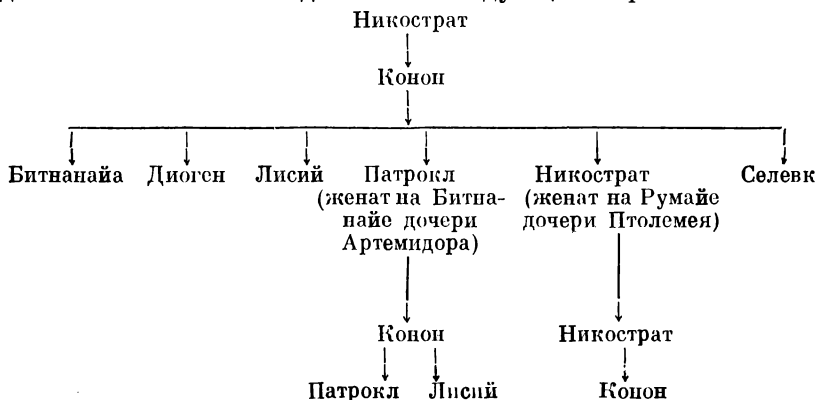 Никострат
Конон
Битнанайа Диоген Лисий Патрокл Никострат Селевк
(женат на Битна- (женат на Румайе
найе дочери дочери Птолемея)
Артемидора)
Конон Никострат
Патрокл Лисий Конон